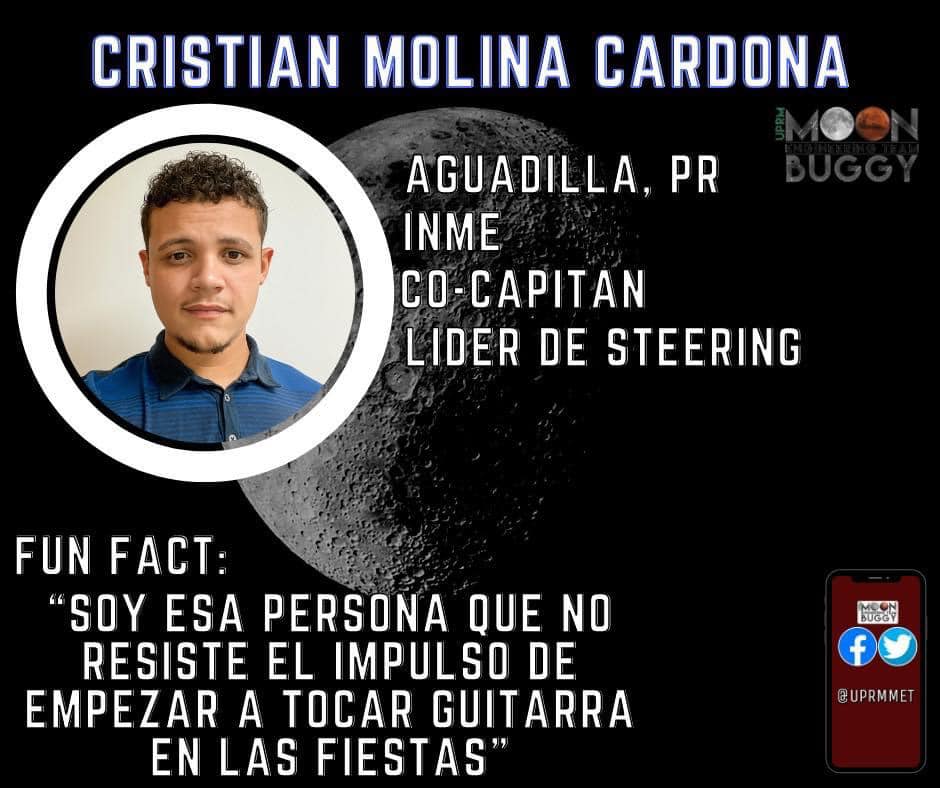 CRISTIAN MOLINA CARDONA
UPRM
MOON
ENGINEERING TEAM
BUGGY
AGUADILLA, PR
INME
CO-CAPITAN
LIDER DE STEERING
FUN FACT:
“SOY ESA PERSONA QUE NO
RESISTE EL IMPULSO DE
EMPEZAR A TOCAR GUITARRA
EN LAS FIESTAS”
MOON
BUGGY
@UPRMMET